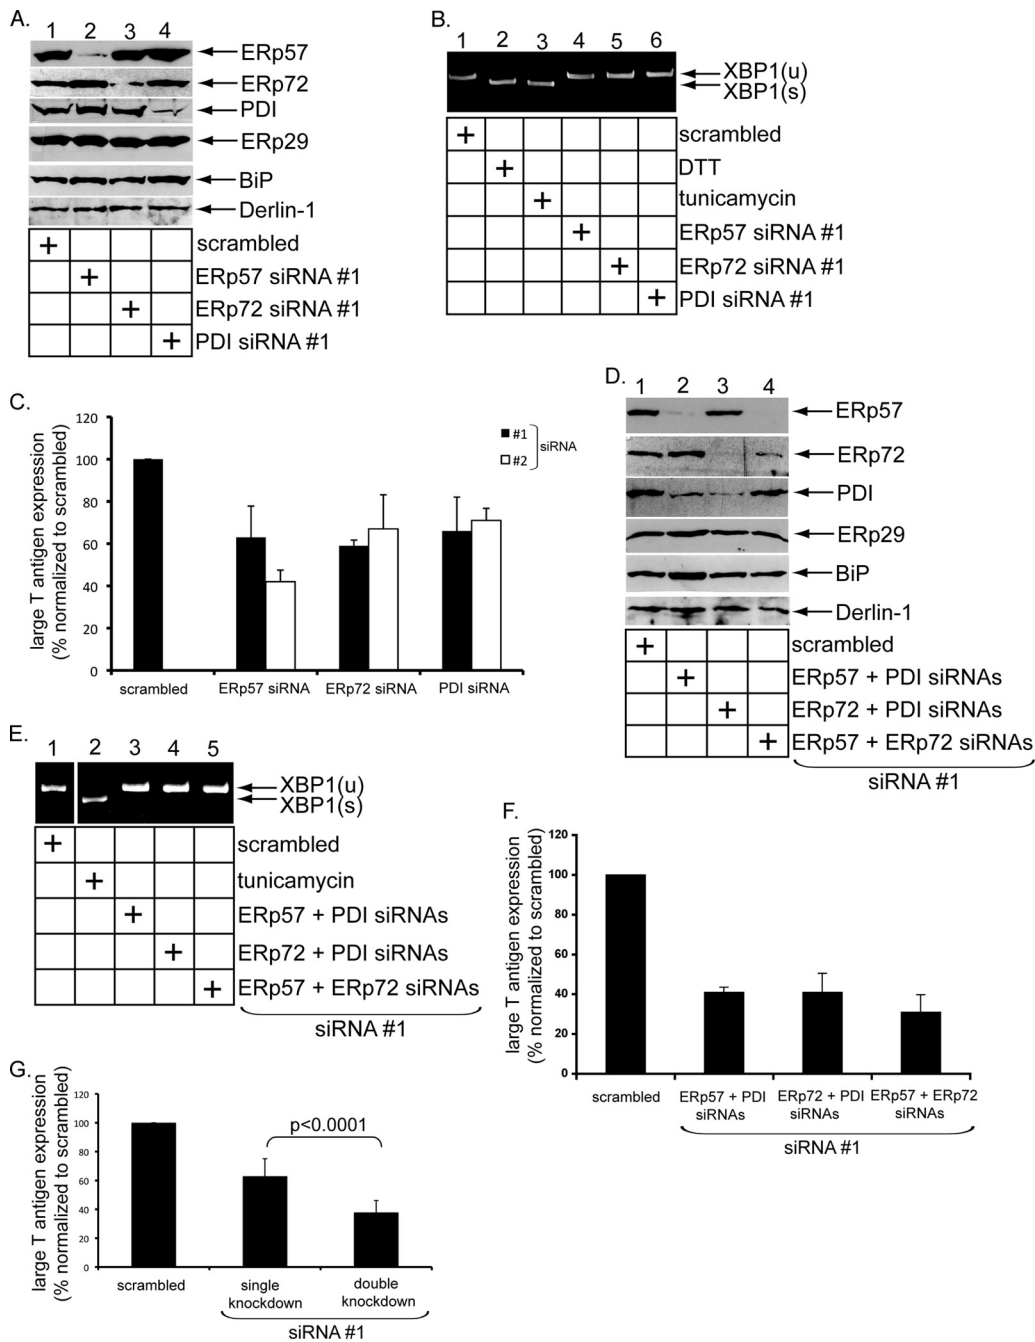 A.
1 2 3 4
ERp57
ERp72
PDI
ERp29
BiP
Derlin-1
+ scrambled
+ ERp57 siRNA #1
+ ERp72 siRNA #1
+ PDI siRNA #1
B.
1 2 3 4 5 6
XBP1(u)
XBP1(s)
+ scrambled
+ DTT
+ tunicamycin
+ ERp57 siRNA #1
+ ERp72 siRNA #1
+ PDI siRNA #1
C.
large T antigen expression
(% normalized to scrambled)
120
100
80
60
40
20
0
#1
#2
siRNA
scrambled ERp57 siRNA ERp72 siRNA PDI siRNA
D.
1 2 3 4
ERp57
ERp72
PDI
ERp29
BiP
Derlin-1
+ scrambled
+ ERp57 + PDI siRNAs
+ ERp72 + PDI siRNAs
+ ERp57 + ERp72 siRNAs
siRNA #1
E.
1 2 3 4 5
XBP1(u)
XBP1(s)
+ scrambled
+ tunicamycin
+ ERp57 + PDI siRNAs
+ ERp72 + PDI siRNAs
+ ERp57 + ERp72 siRNAs
siRNA #1
F.
large T antigen expression
(% normalized to scrambled)
120
100
80
60
40
20
0
scrambled ERp57 + PDI ERp72 + PDI ERp57 + ERp72
siRNAs siRNAs siRNAs
siRNA #1
G.
large T antigen expression
(% normalized to scrambled)
120
100
80
60
40
20
0
p<0.0001
scrambled single double
knockdown knockdown
siRNA #1